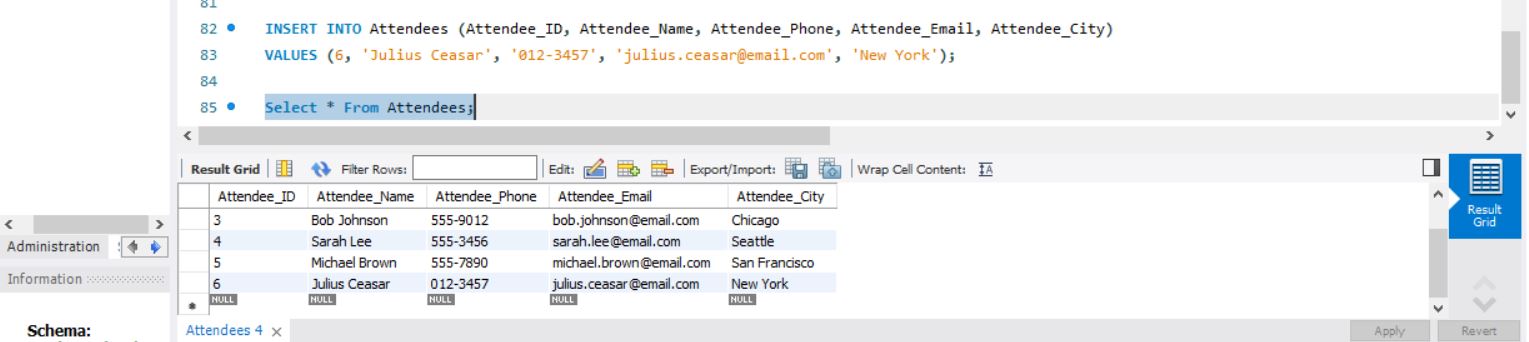 81
82 INSERT INTO Attendees (Attendee_ID, Attendee_Name, Attendee_Phone, Attendee_Email, Attendee_City)
83 VALUES (6, 'Julius Ceasar', '012-3457', 'julius.ceasar@email.com', 'New York');
84
85 Select * From Attendees;
Result Grid Filter Rows: Edit: Export/Import: Wrap Cell Content:
Attendee_ID Attendee_Name Attendee_Phone Attendee_Email Attendee_City
3 Bob Johnson 555-9012 bob.johnson@email.com Chicago
4 Sarah Lee 555-3456 sarah.lee@email.com Seattle
5 Michael Brown 555-7890 michael.brown@email.com San Francisco
6 Julius Ceasar 012-3457 julius.ceasar@email.com New York
NULL NULL NULL NULL NULL
Attendees 4
Apply Revert
Result
Grid
Administration
Information
Schema: